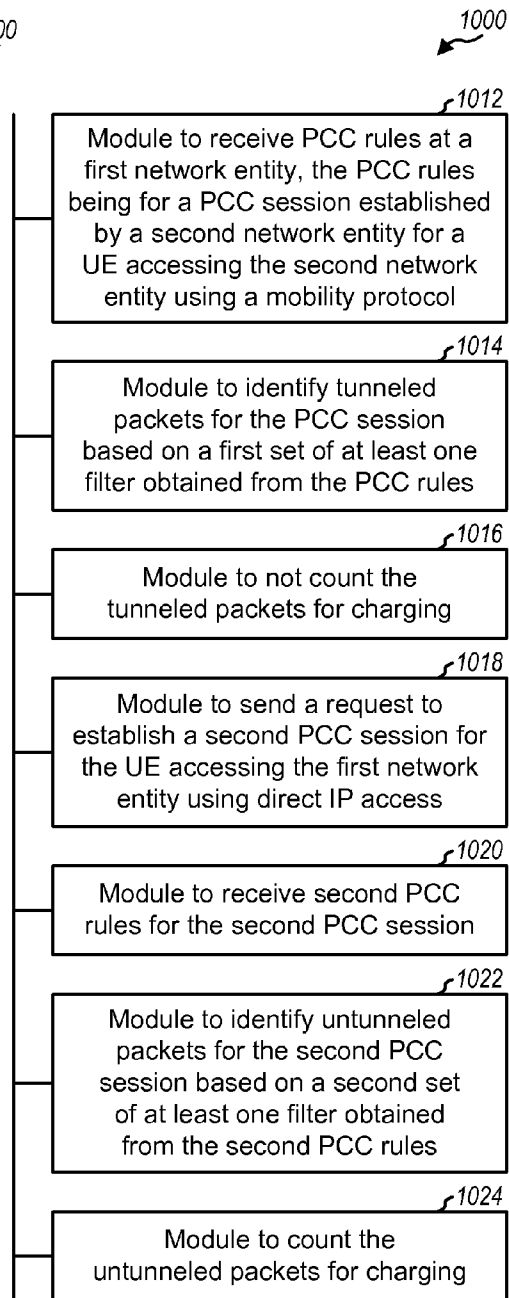 1000
1012
Module to receive PCC rules at a
first network entity, the PCC rules
being for a PCC session established
by a second network entity for a
UE accessing the second network
entity using a mobility protocol
1014
Module to identify tunneled
packets for the PCC session
based on a first set of at least one
filter obtained from the PCC rules
1016
Module to not count the
tunneled packets for charging
1018
Module to send a request to
establish a second PCC session for
the UE accessing the first network
entity using direct IP access
1020
Module to receive second PCC
rules for the second PCC session
1022
Module to identify untunneled
packets for the second PCC
session based on a second set
of at least one filter obtained
from the second PCC rules
1024
Module to count the
untunneled packets for charging